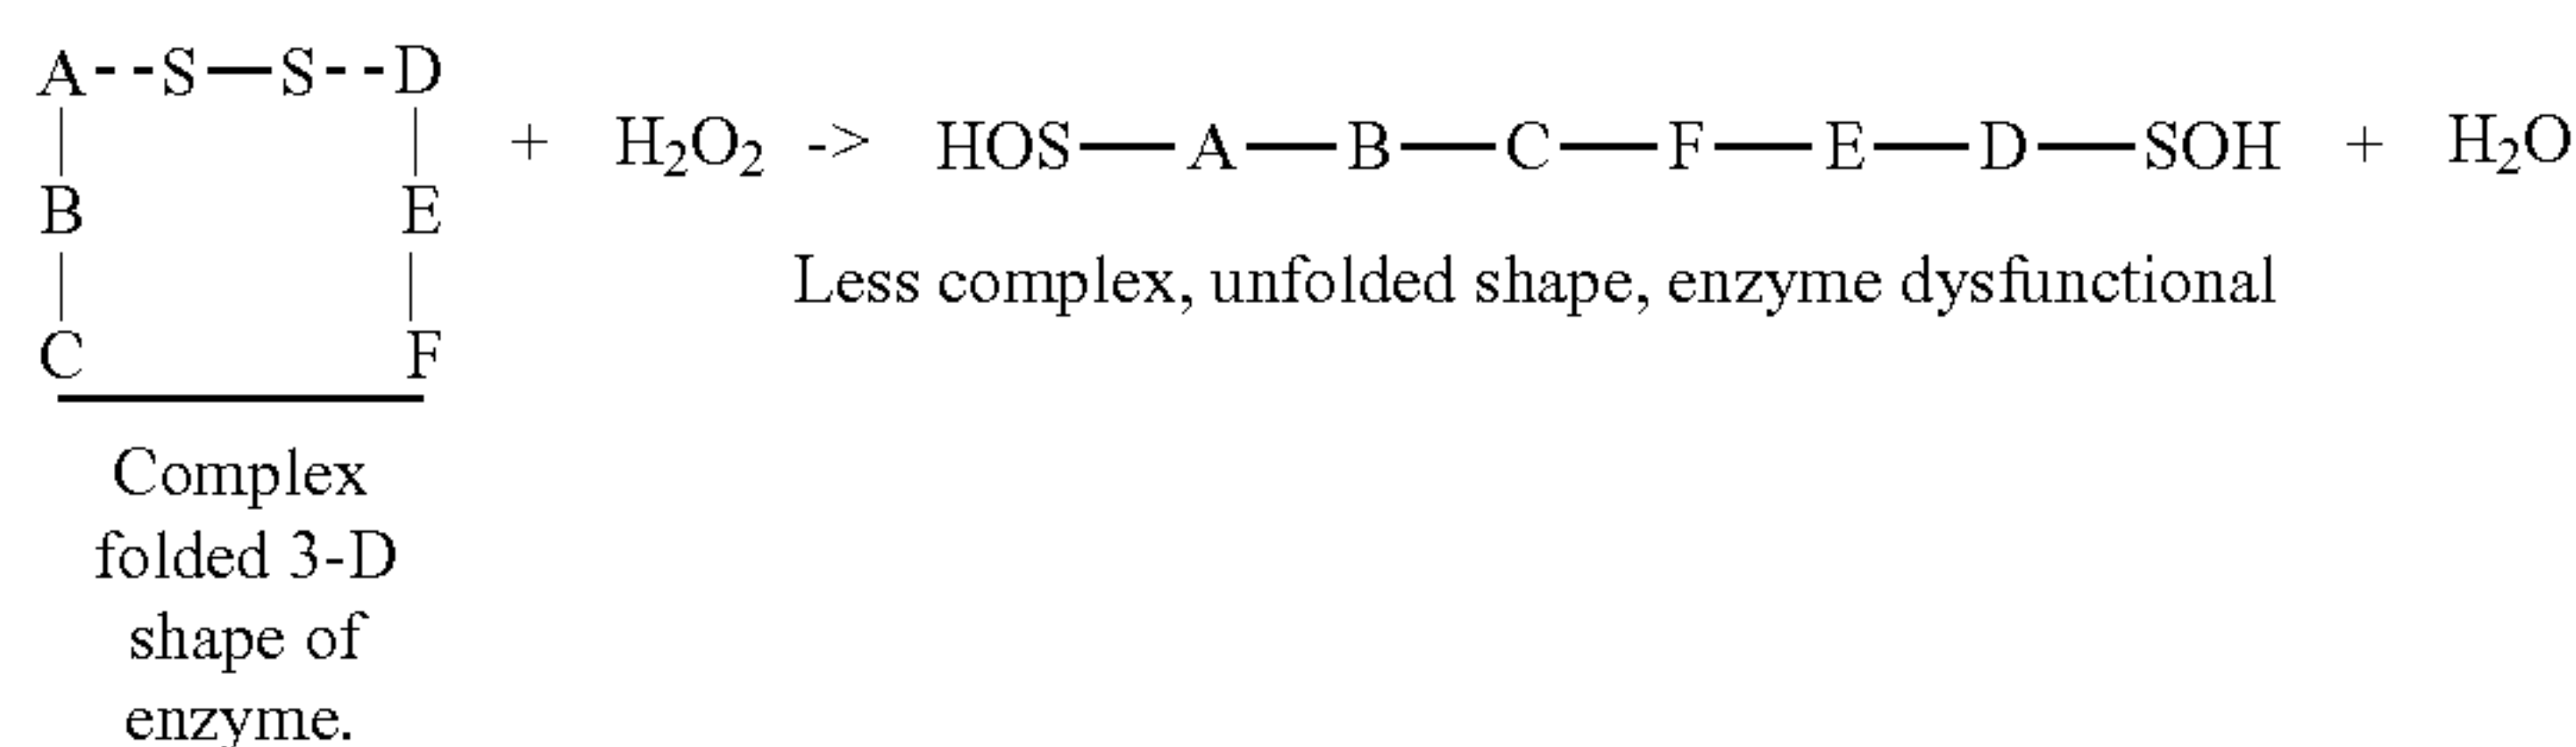 A--S—S--D
| |
B E
| |
C F
+ H₂O₂ -> HOS—A—B—C—F—E—D—SOH + H₂O
Less complex, unfolded shape, enzyme dysfunctional
Complex
folded 3-D
shape of
enzyme.